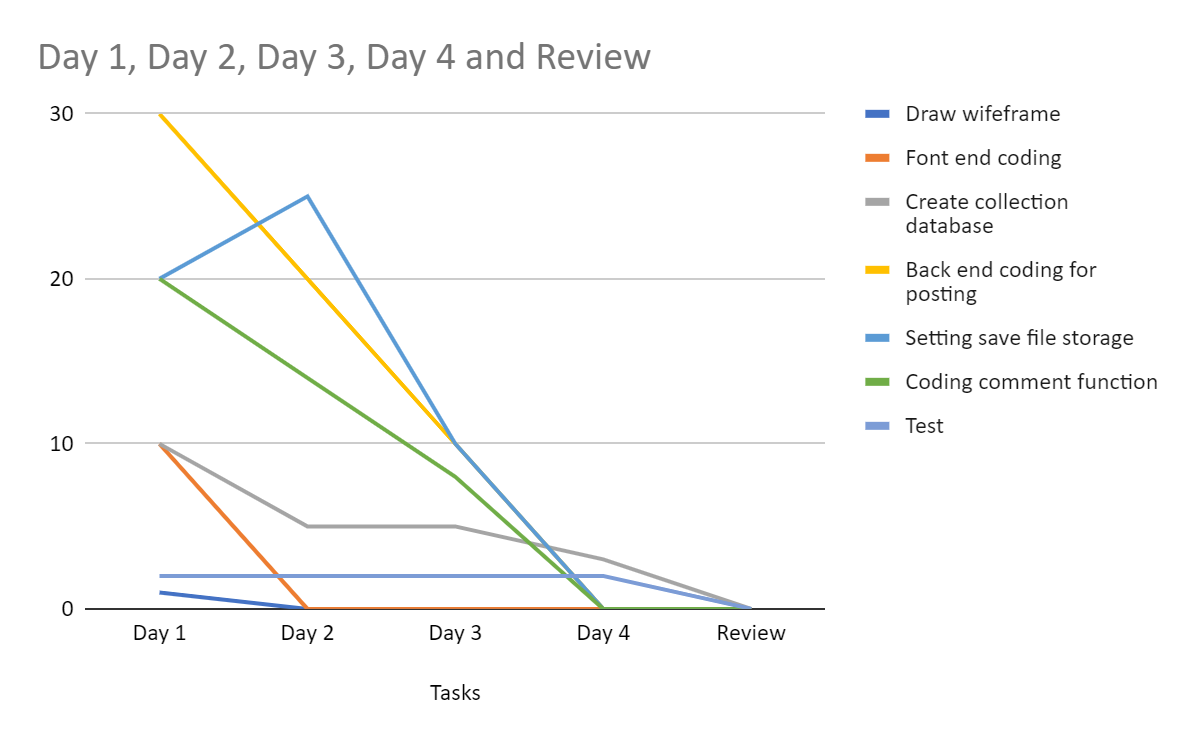 Day 1, Day 2, Day 3, Day 4 and Review
30
20
10
0
Day 1
Day 2
Day 3
Day 4
Review
Tasks
Draw wifeframe
Font end coding
Create collection
database
Back end coding for
posting
Setting save file storage
Coding comment function
Test